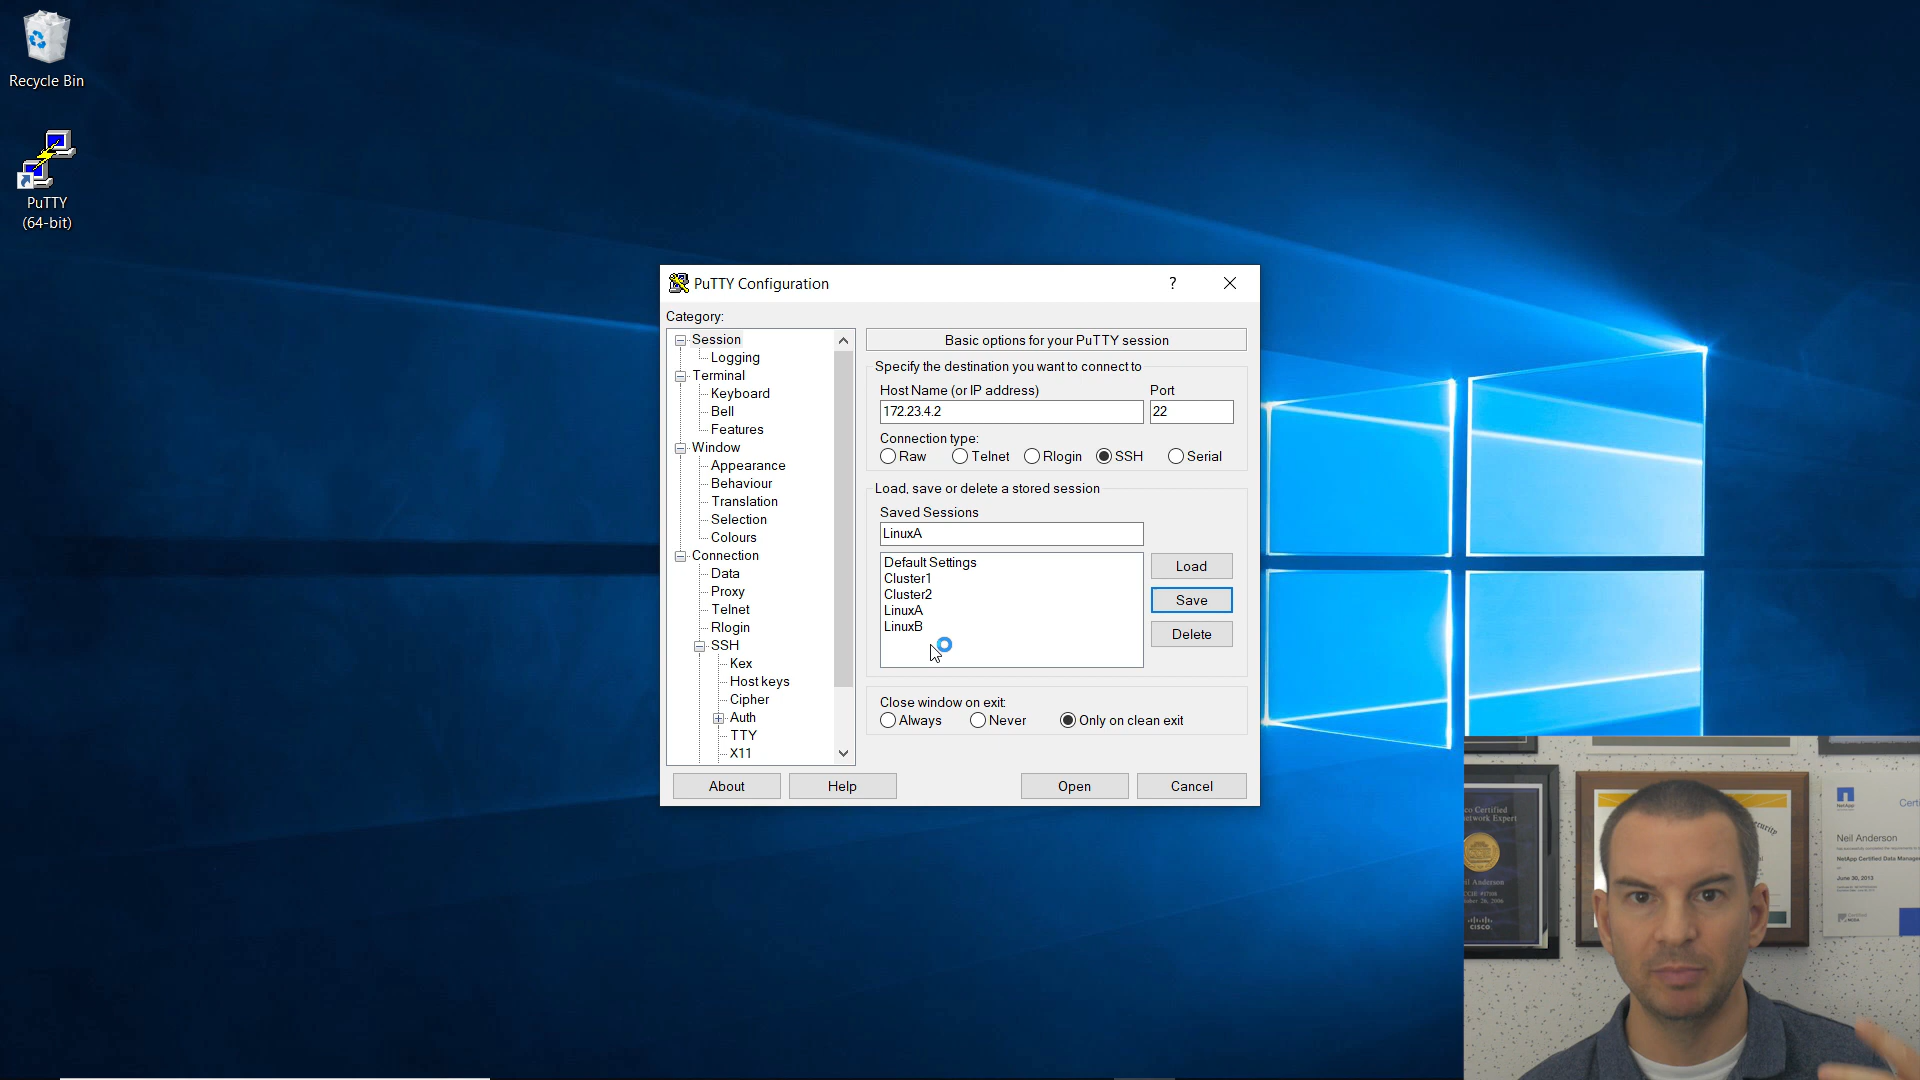 Recycle Bin
PuTTY
(64-bit)
PuTTY Configuration
?
Category:
Session
Logging
Terminal
Keyboard
Bell
Features
Window
Appearance
Behaviour
Translation
Selection
Colours
Connection
Data
Proxy
Telnet
Rlogin
SSH
Kex
Host keys
Cipher
Auth
TTY
X11
Basic options for your PuTTY session
Specify the destination you want to connect to
Host Name (or IP address) Port
172.23.4.2 22
Connection type:
Raw Telnet Rlogin SSH Serial
Load, save or delete a stored session
Saved Sessions
LinuxA
Default Settings
Cluster1
Cluster2
LinuxA
LinuxB
Load
Save
Delete
Close window on exit:
Always Never Only on clean exit
About Help Open Cancel
NetApp
Neil Anderson
June 30, 2013
CISCO